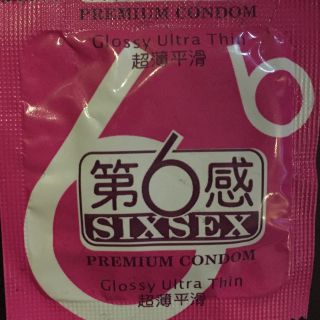 PREMIUM CONDOM
Glossy Ultra Thin
超薄平滑
6
第6感
SIXSEX
PREMIUM CONDOM
Glossy Ultra Thin
超薄平滑